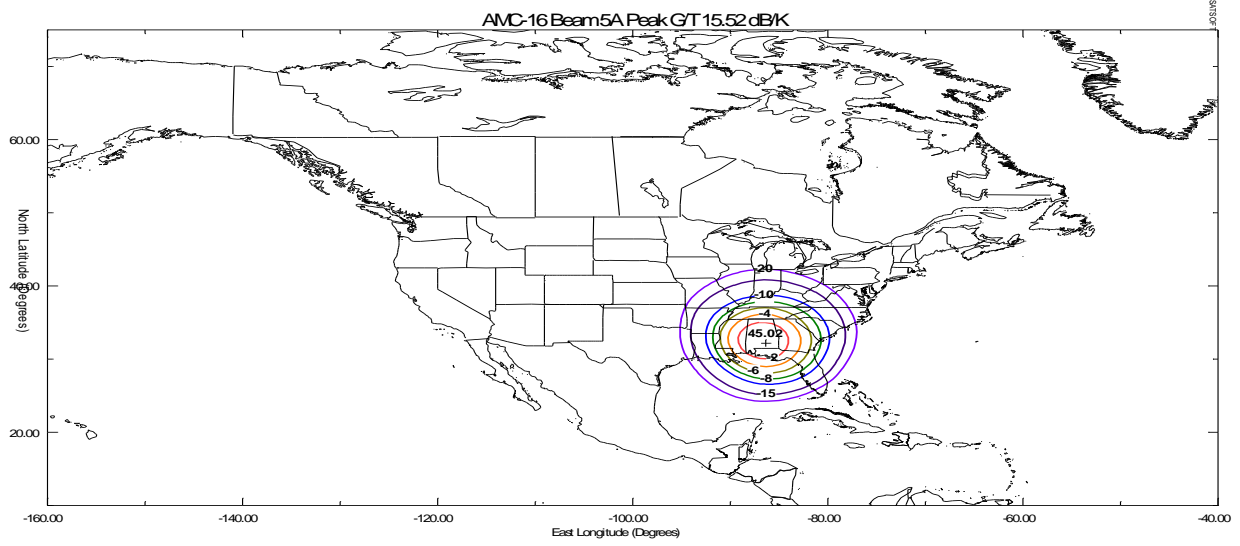 AMC-16 Beam 5A Peak G/T 15.52 dB/K
SATSOF
60.00
North Latitude (Degrees)
40.00
20.00
-20
-10
-4
45.02
-2
-6
-8
-15
-160.00 -140.00 -120.00 -100.00 -80.00 -60.00 -40.00
East Longitude (Degrees)